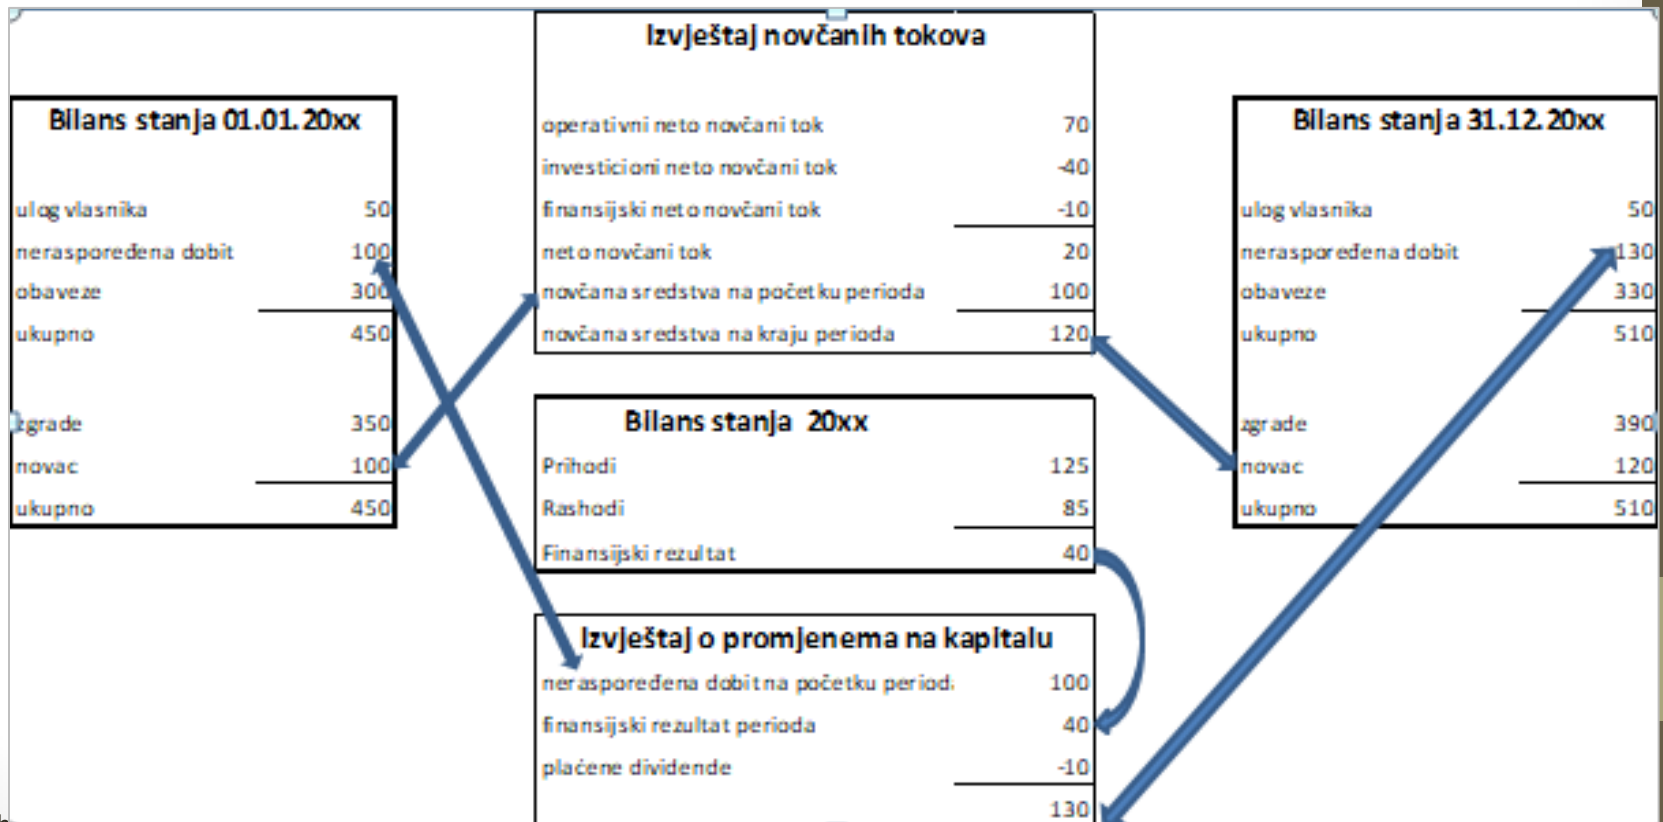 Izvještaj novčanih tokova
operativni neto novčani tok 70
investicioni neto novčani tok -40
finansijski neto novčani tok -10
neto novčani tok 20
novčana sredstva na početku perioda 100
novčana sredstva na kraju perioda 120
Bilans stanja 01.01.20xx
ulog vlasnika 50
neraspoređena dobit 100
obaveze 300
ukupno 450
zgrade 350
novac 100
ukupno 450
Bilans stanja 20xx
Prihodi 125
Rashodi 85
Finansijski rezultat 40
Izvještaj o promjenema na kapitalu
neraspoređena dobit na početku period
finansijski rezultat perioda 40
plaćene dividende -10
100
130
Bilans stanja 31.12.20xx
ulog vlasnika 50
neraspoređena dobit 130
obaveze 330
ukupno 510
zgrade 390
novac 120
ukupno 510